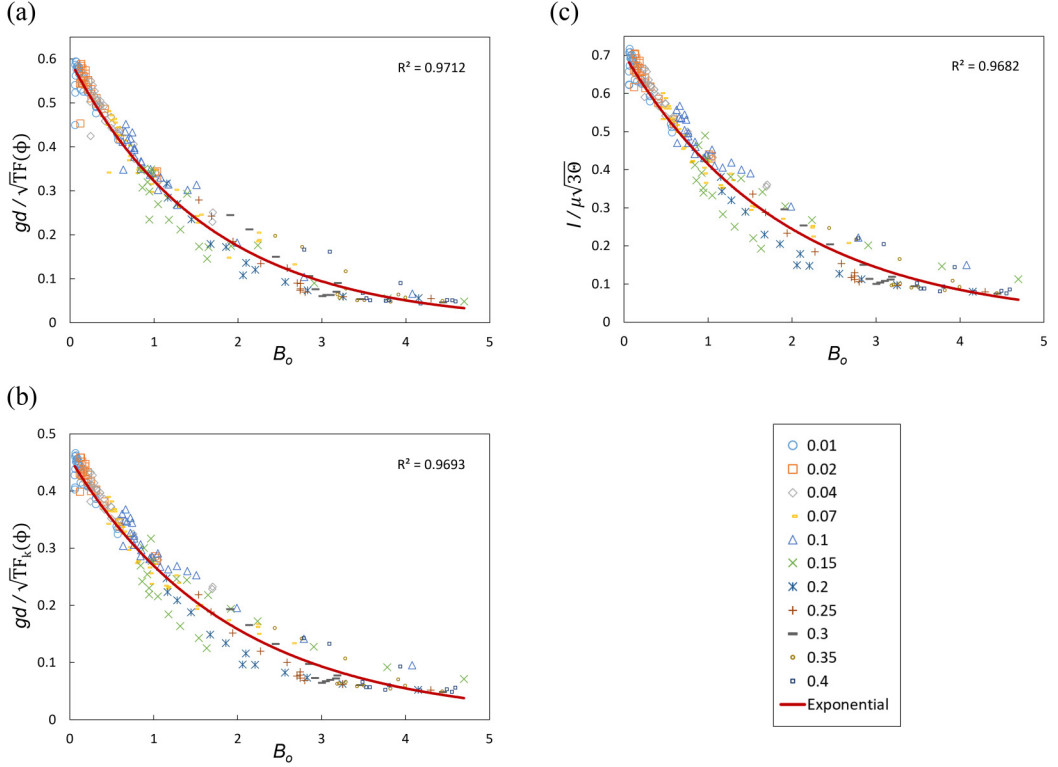 (a)
0.6
0.5
0.4
0.3
0.2
0.1
0
R² = 0.9712
gd / √TF(ϕ)
0 1 2 3 4 5
Bₒ
(b)
0.5
0.4
0.3
0.2
0.1
0
R² = 0.9693
gd / √TFₖ(ϕ)
0 1 2 3 4 5
Bₒ
(c)
0.7
0.6
0.5
0.4
0.3
0.2
0.1
0
R² = 0.9682
I / μ√3Θ
0 1 2 3 4 5
Bₒ
0.01
0.02
0.04
0.07
0.1
0.15
0.2
0.25
0.3
0.35
0.4
Exponential